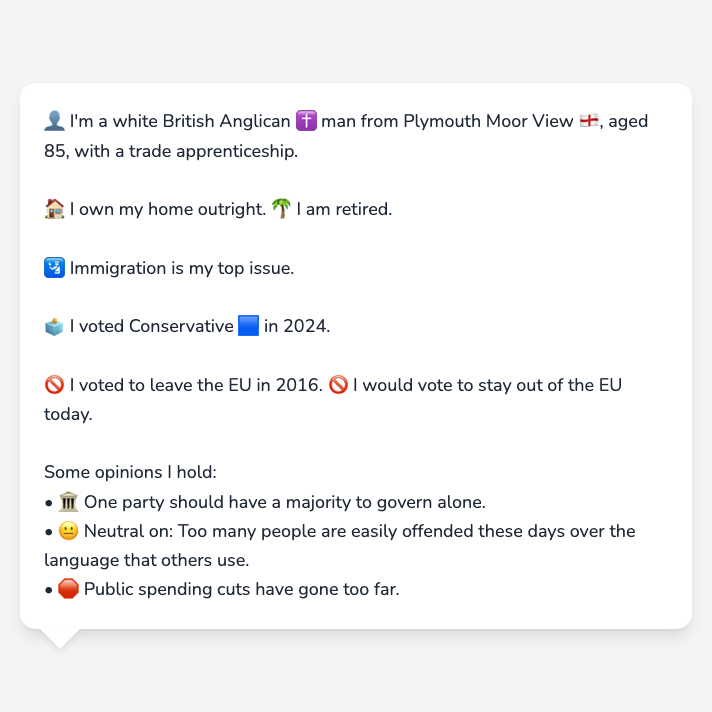 👤 I'm a white British Anglican ✝️ man from Plymouth Moor View 🏴󠁧󠁢󠁥󠁮󠁧󠁿, aged
85, with a trade apprenticeship.
🏠 I own my home outright. 🌴 I am retired.
🛂 Immigration is my top issue.
🗳️ I voted Conservative 🟦 in 2024.
🚫 I voted to leave the EU in 2016. 🚫 I would vote to stay out of the EU
today.
Some opinions I hold:
• 🏛️ One party should have a majority to govern alone.
• 😐 Neutral on: Too many people are easily offended these days over the
language that others use.
• 🛑 Public spending cuts have gone too far.